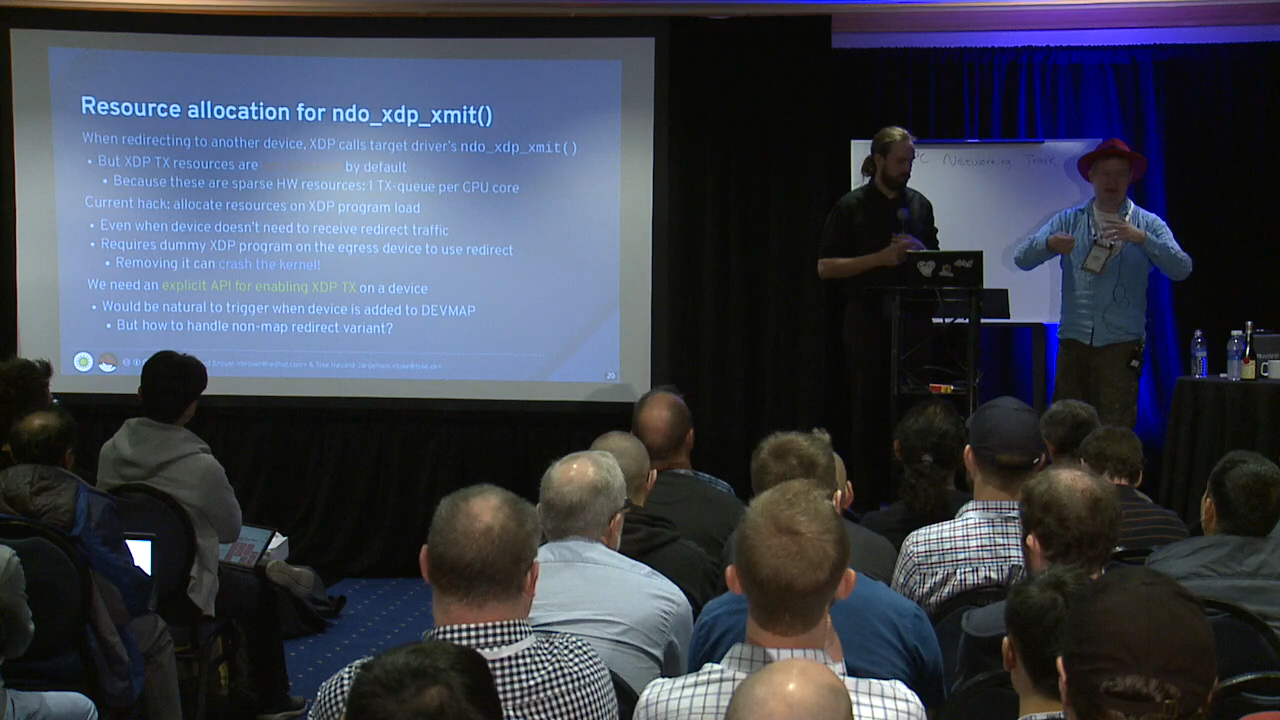 Resource allocation for ndo_xdp_xmit()
When redirecting to another device, XDP calls target driver's ndo_xdp_xmit()
• But XDP TX resources are by default
• Because these are sparse HW resources: 1 TX-queue per CPU core
Current hack: allocate resources on XDP program load
• Even when device doesn't need to receive redirect traffic
• Requires dummy XDP program on the egress device to use redirect
• Removing it can crash the kernel!
We need an explicit API for enabling XDP TX on a device
• Would be natural to trigger when device is added to DEVMAP
• But how to handle non-map redirect variant?
20
PC Networking Track